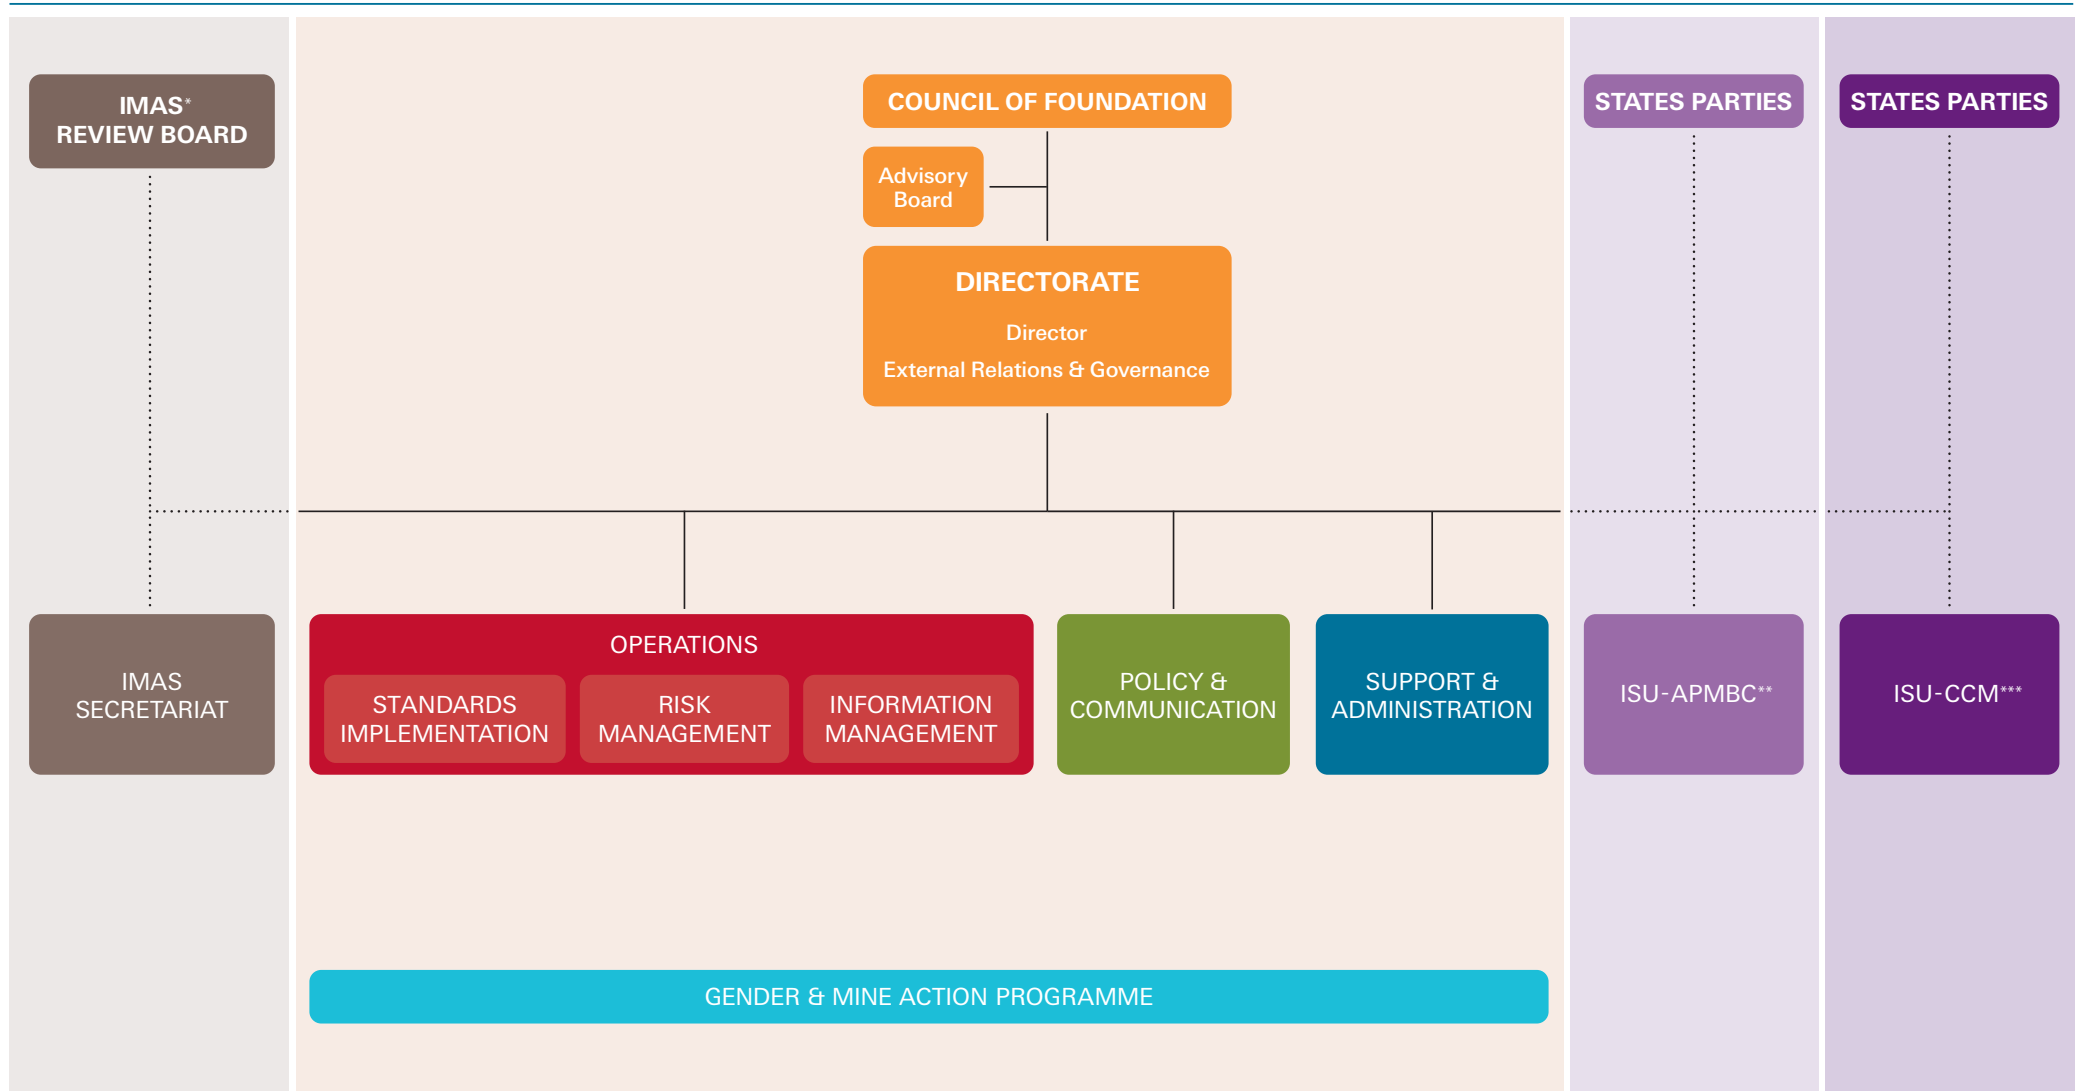 IMAS*
REVIEW BOARD
COUNCIL OF FOUNDATION
STATES PARTIES
STATES PARTIES
Advisory
Board
DIRECTORATE
Director
External Relations & Governance
IMAS
SECRETARIAT
OPERATIONS
STANDARDS
IMPLEMENTATION
RISK
MANAGEMENT
INFORMATION
MANAGEMENT
POLICY &
COMMUNICATION
SUPPORT &
ADMINISTRATION
ISU-APMBC**
ISU-CCM***
GENDER & MINE ACTION PROGRAMME